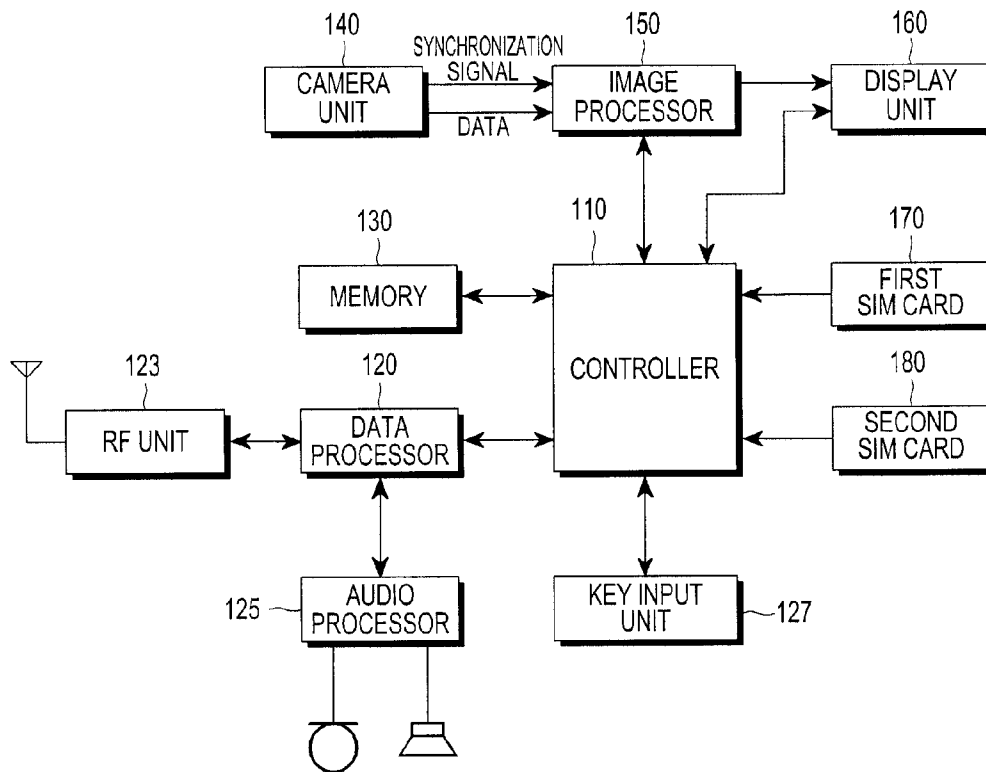 140
150
160
SYNCHRONIZATION
SIGNAL
CAMERA
UNIT
DATA
IMAGE
PROCESSOR
DISPLAY
UNIT
110
130
170
MEMORY
FIRST
SIM CARD
CONTROLLER
123
120
180
RF UNIT
DATA
PROCESSOR
SECOND
SIM CARD
125
AUDIO
PROCESSOR
KEY INPUT
UNIT
127